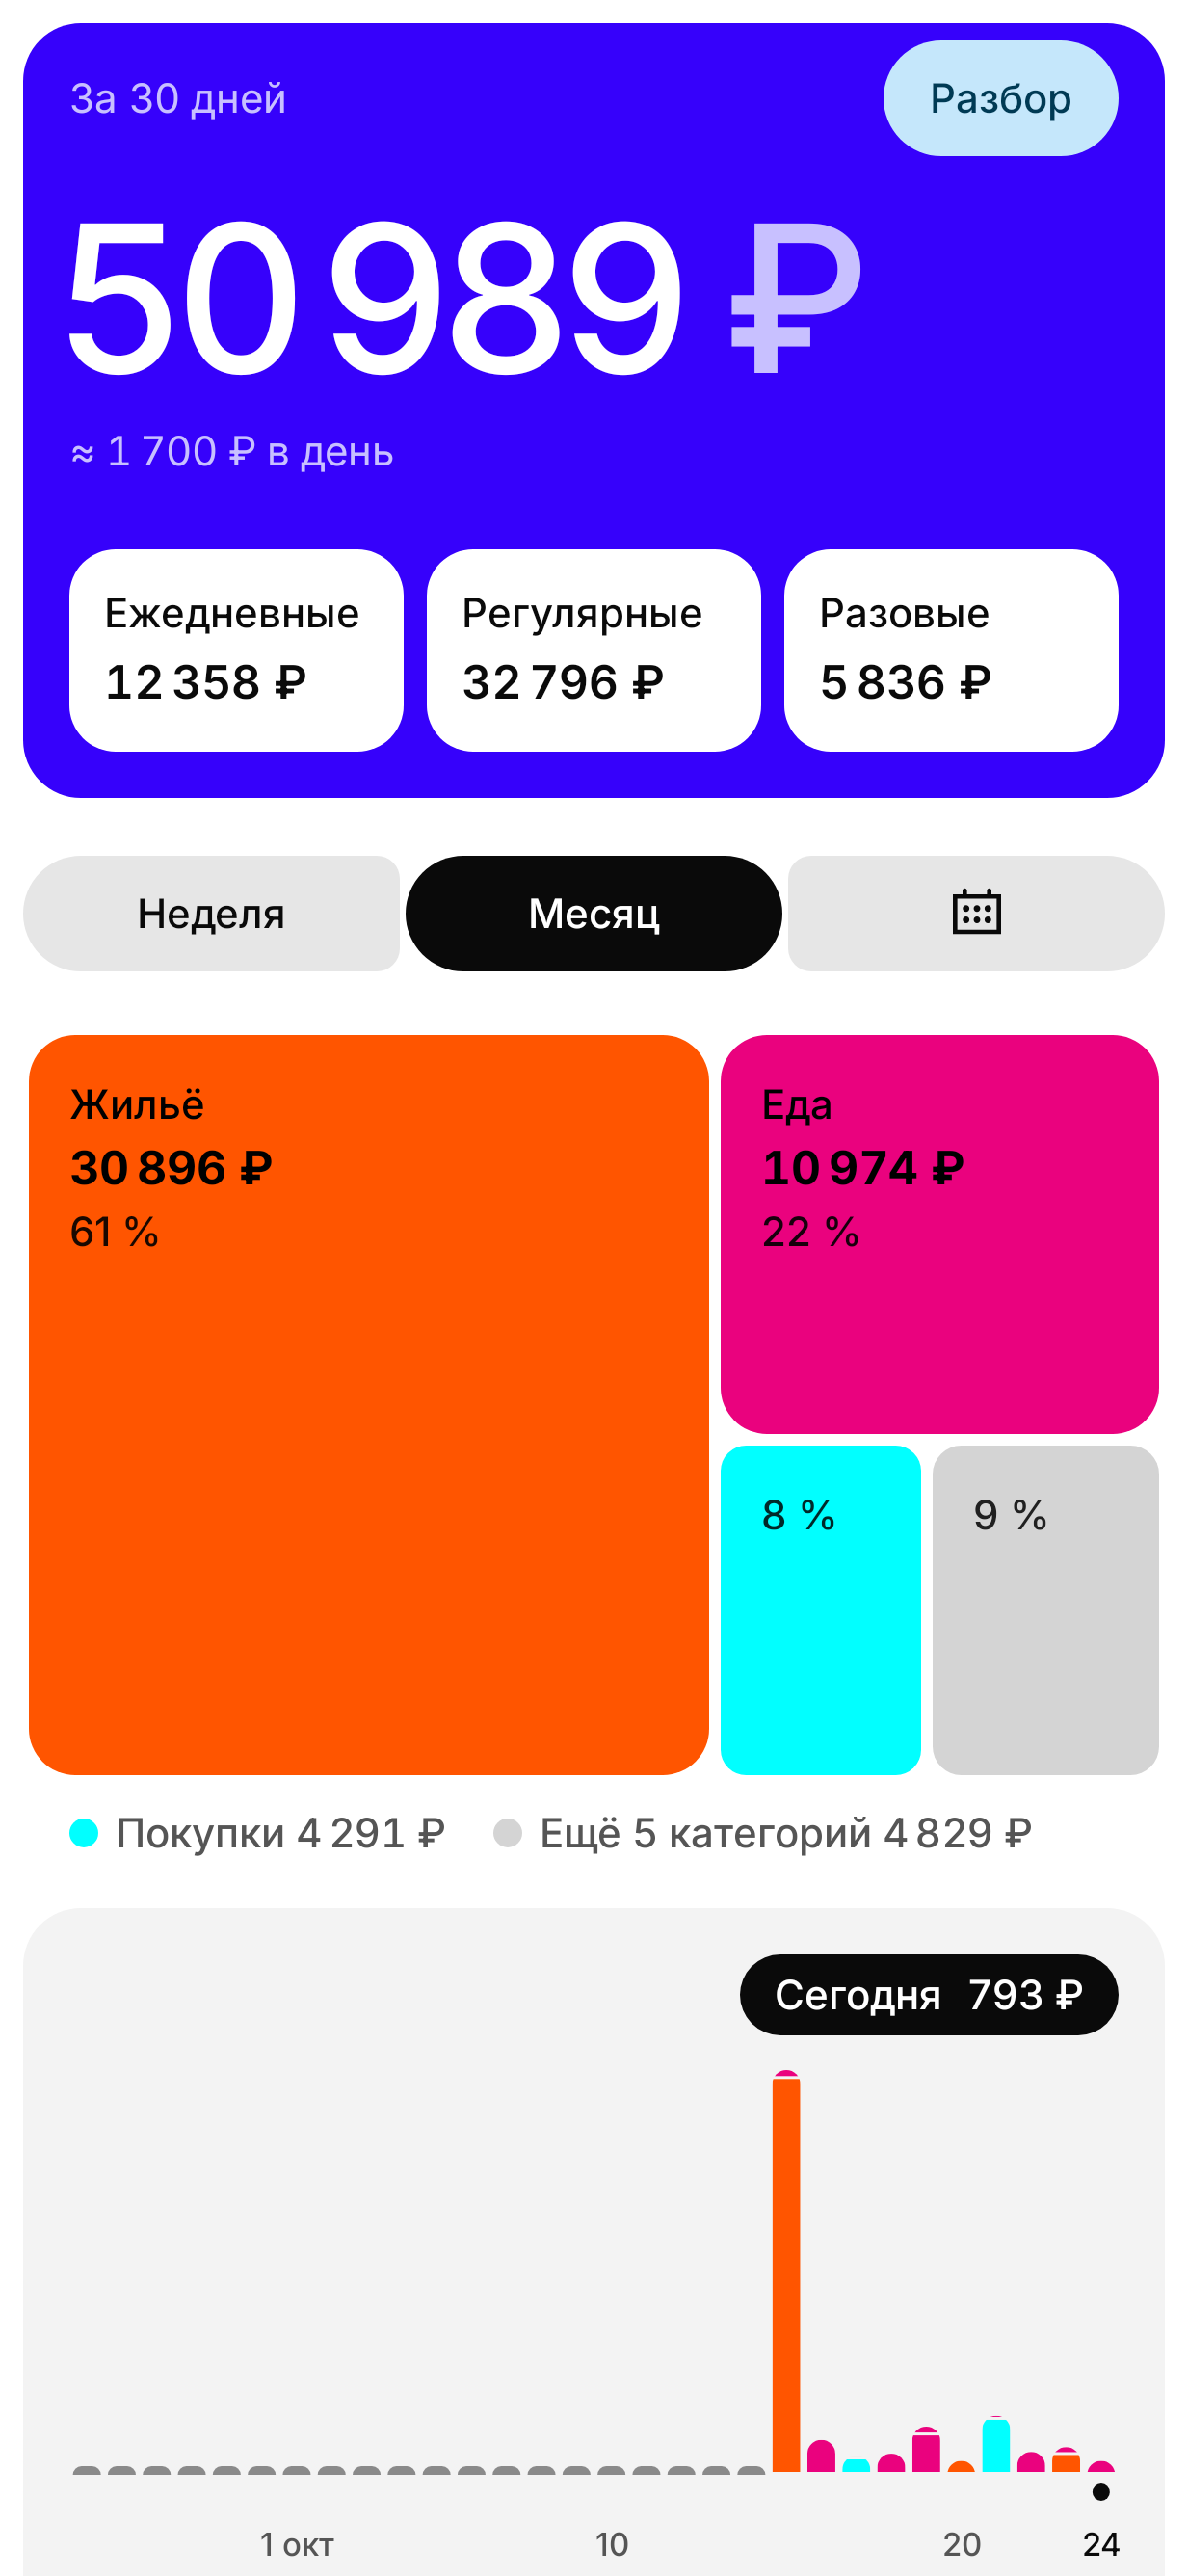 За 30 дней
Разбор
50 989 ₽
≈ 1 700 ₽ в день
Ежедневные
12 358 ₽
Регулярные
32 796 ₽
Разовые
5 836 ₽
Неделя
Месяц
Жильё
30 896 ₽
61 %
Еда
10 974 ₽
22 %
8 %
9 %
Покупки 4 291 ₽
Ещё 5 категорий 4 829 ₽
Сегодня 793 ₽
1 окт
10
20
24